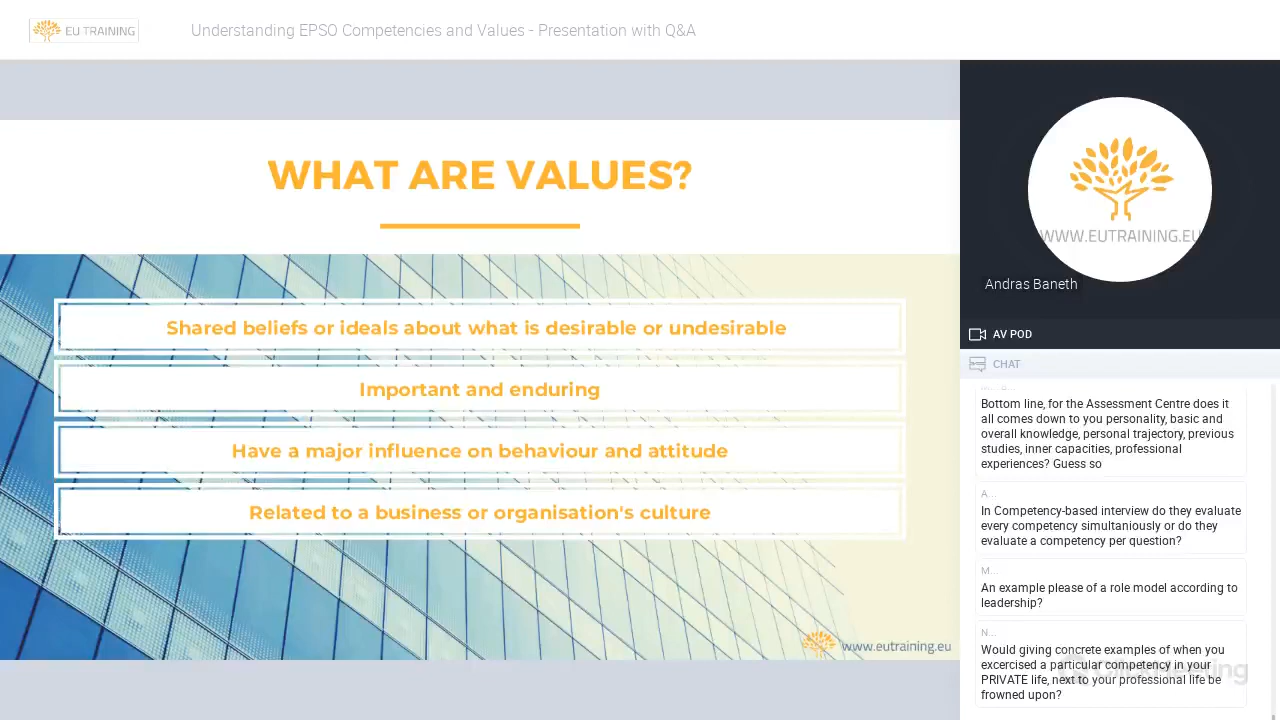 EU TRAINING
Understanding EPSO Competencies and Values - Presentation with Q&A
WHAT ARE VALUES?
Shared beliefs or ideals about what is desirable or undesirable
Important and enduring
Have a major influence on behaviour and attitude
Related to a business or organisation's culture
www.eutraining.eu
WWW.EUTRAINING.EU
Andras Baneth
AV POD
CHAT
Bottom line, for the Assessment Centre does it
all comes down to you personality, basic and
overall knowledge, personal trajectory, previous
studies, inner capacities, professional
experiences? Guess so
A...
In Competency-based interview do they evaluate
every competency simultaniously or do they
evaluate a competency per question?
M...
An example please of a role model according to
leadership?
N...
Would giving concrete examples of when you
excercised a particular competency in your
PRIVATE life, next to your professional life be
frowned upon?
ClickMeeting